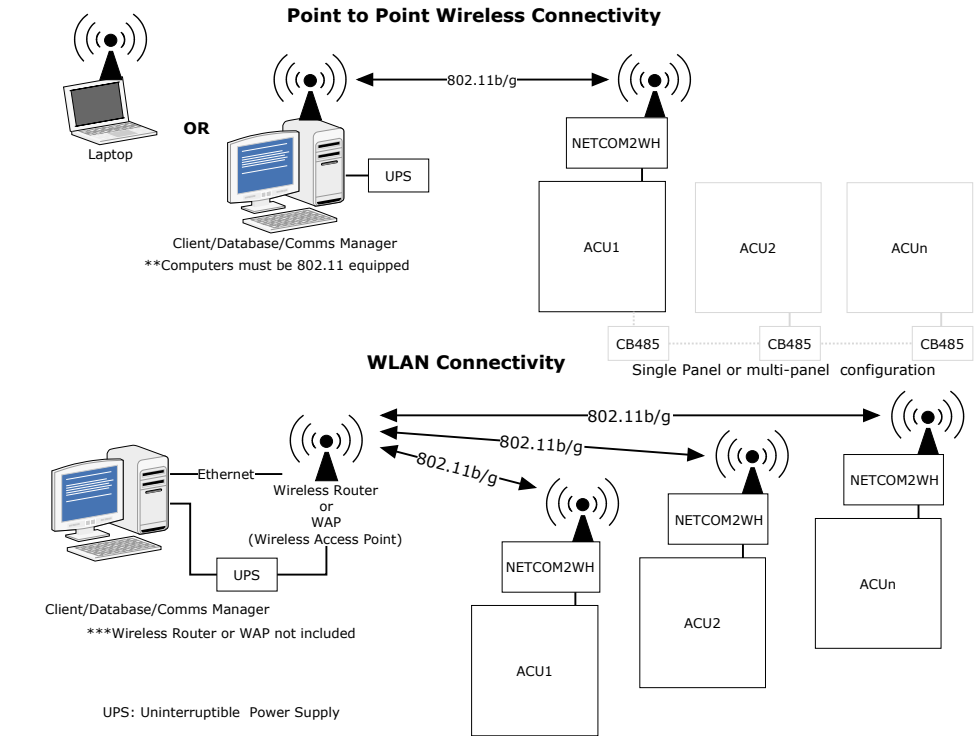 Point to Point Wireless Connectivity
802.11b/g
NETCOM2WH
OR
Laptop
UPS
ACU1
ACU2
ACUn
Client/Database/Comms Manager
**Computers must be 802.11 equipped
CB485
CB485
CB485
Single Panel or multi-panel configuration
WLAN Connectivity
802.11b/g
802.11b/g
802.11b/g
Ethernet
Wireless Router
or
WAP
(Wireless Access Point)
NETCOM2WH
NETCOM2WH
NETCOM2WH
UPS
ACUn
ACU2
ACU1
Client/Database/Comms Manager
***Wireless Router or WAP not included
UPS: Uninterruptible Power Supply